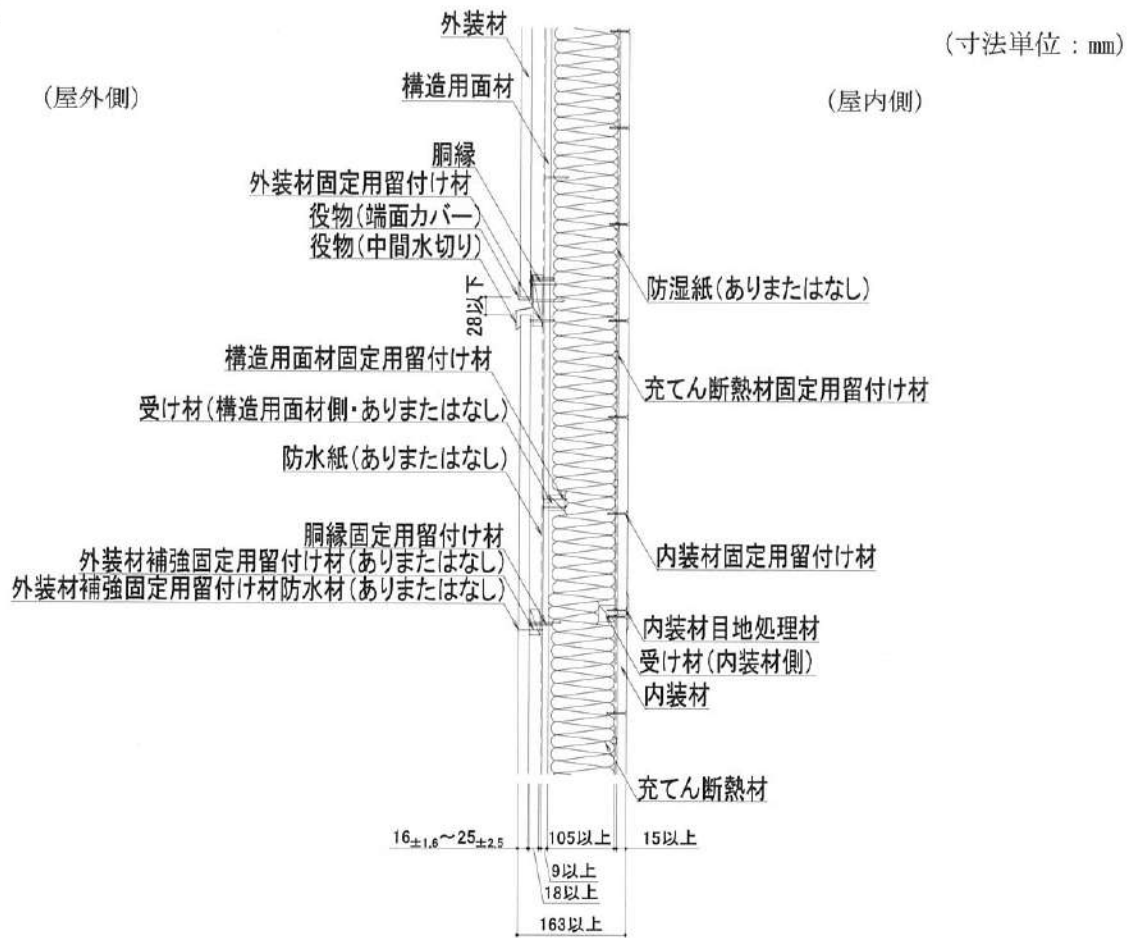 (寸法単位:㎜)
(屋外側)
(屋内側)
外装材
構造用面材
胴縁
外装材固定用留付け材
役物(端面カバー)
役物(中間水切り)
28以下
構造用面材固定用留付け材
受け材(構造用面材側・ありまたはなし)
防水紙(ありまたはなし)
胴縁固定用留付け材
外装材補強固定用留付け材(ありまたはなし)
外装材補強固定用留付け材防水材(ありまたはなし)
防湿紙(ありまたはなし)
充てん断熱材固定用留付け材
内装材固定用留付け材
内装材目地処理材
受け材(内装材側)
内装材
充てん断熱材
16±1.6～25±2.5
105以上
15以上
9以上
18以上
163以上